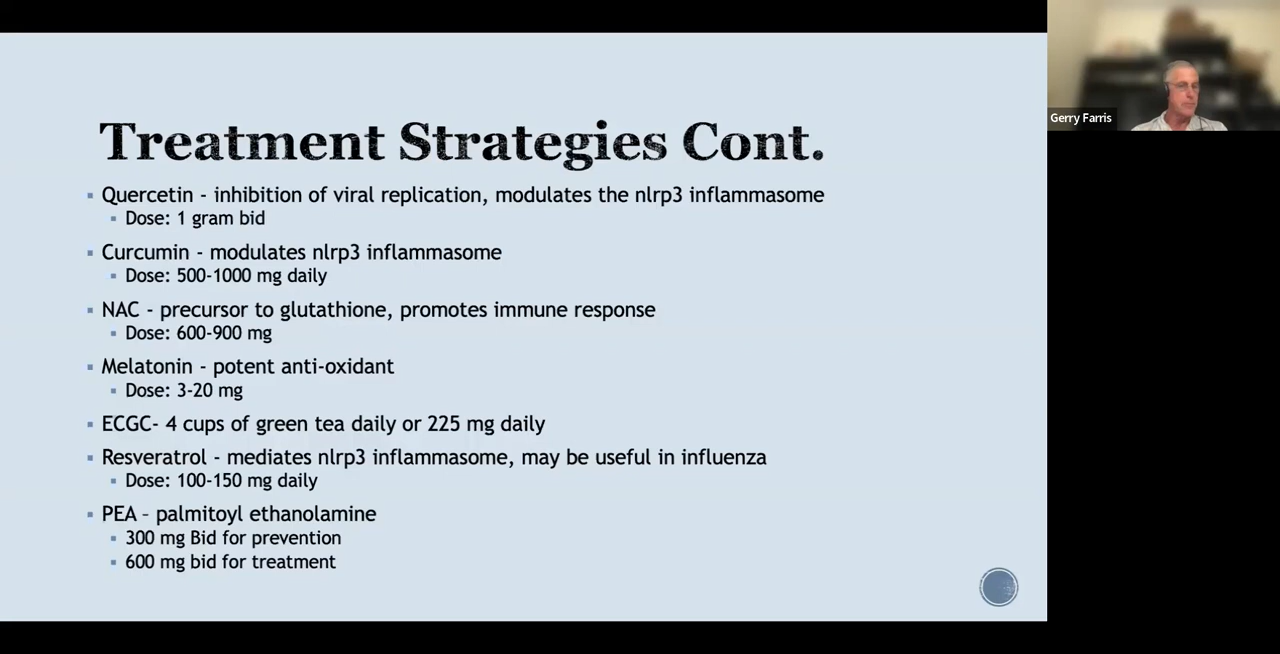 Treatment Strategies Cont.
Quercetin - inhibition of viral replication, modulates the nlrp3 inflammasome
Dose: 1 gram bid
Curcumin - modulates nlrp3 inflammasome
Dose: 500-1000 mg daily
NAC - precursor to glutathione, promotes immune response
Dose: 600-900 mg
Melatonin - potent anti-oxidant
Dose: 3-20 mg
ECGC- 4 cups of green tea daily or 225 mg daily
Resveratrol - mediates nlrp3 inflammasome, may be useful in influenza
Dose: 100-150 mg daily
PEA – palmitoyl ethanolamine
300 mg Bid for prevention
600 mg bid for treatment
Gerry Farris